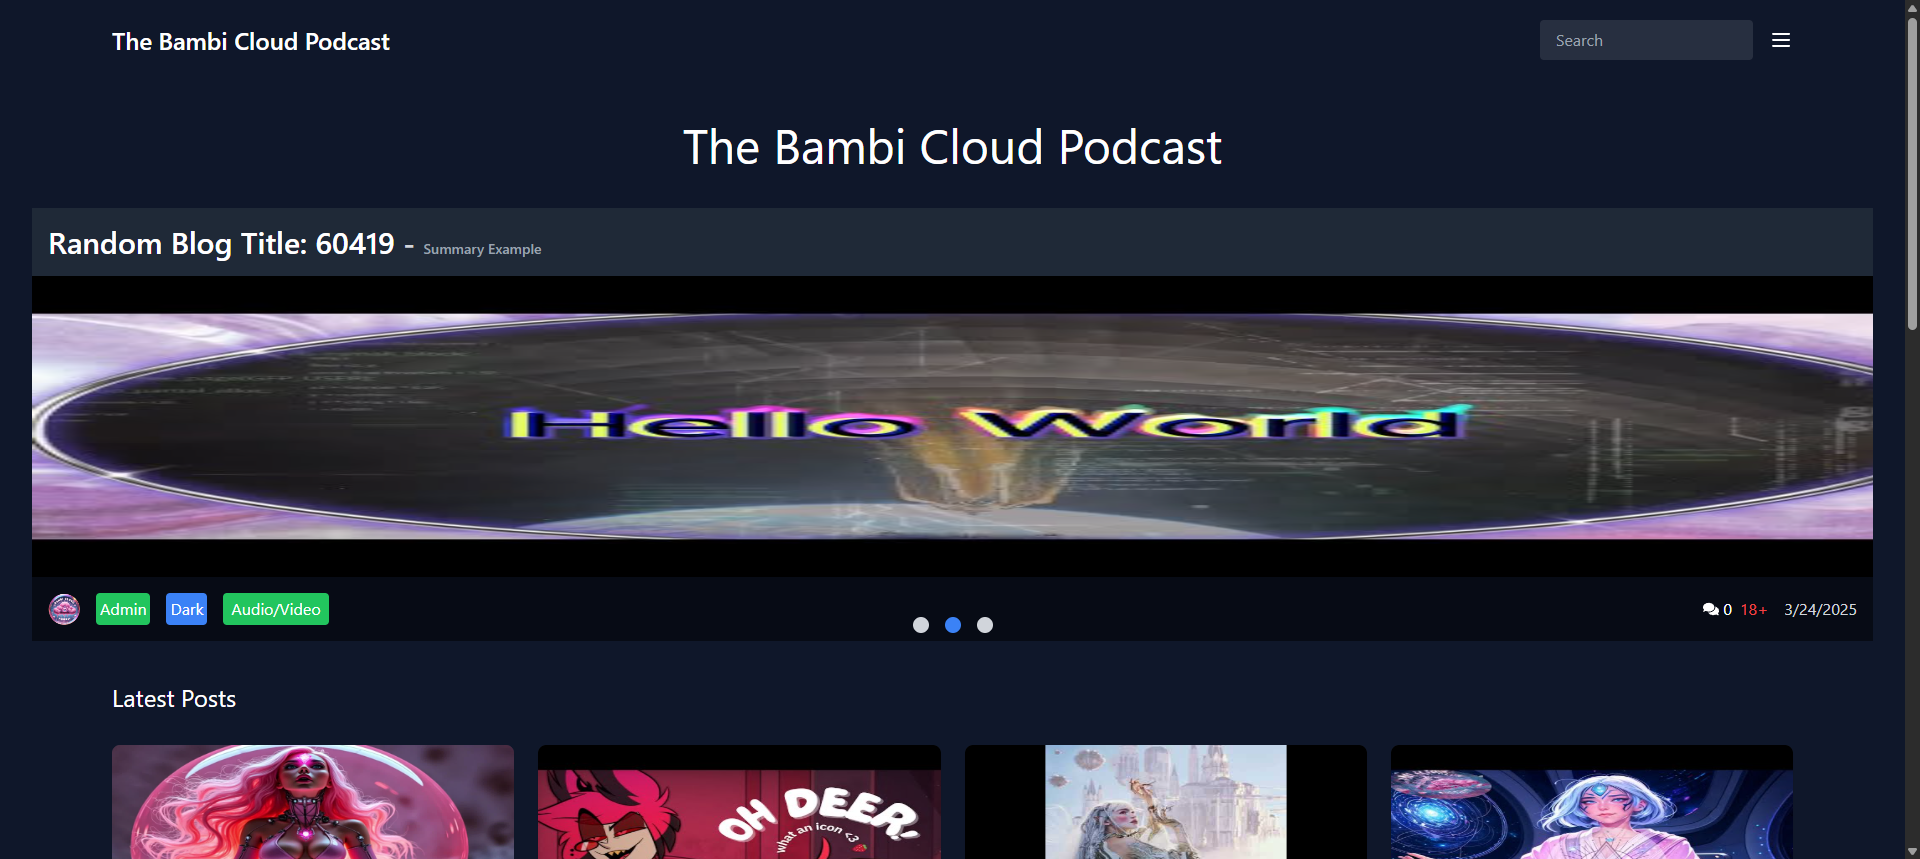 The Bambi Cloud Podcast
Search
The Bambi Cloud Podcast
Random Blog Title: 60419 - Summary Example
Hello World
Admin Dark Audio/Video
0 18+ 3/24/2025
Latest Posts
OH DEER!
what an icon <3